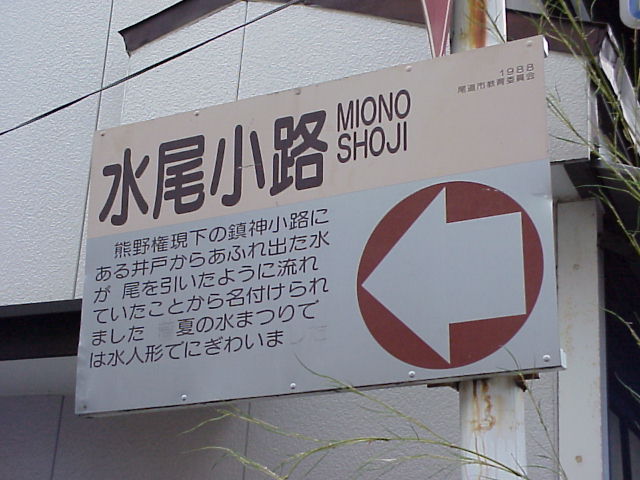 1988
尾道市教育委員会
水尾小路
MIONO
SHOJI
熊野権現下の鎮神小路に
ある井戸からあふれ出た水
が 尾を引いたように流れ
ていたことから名付けられ
ました 夏の水まつりで
は水人形でにぎわいま